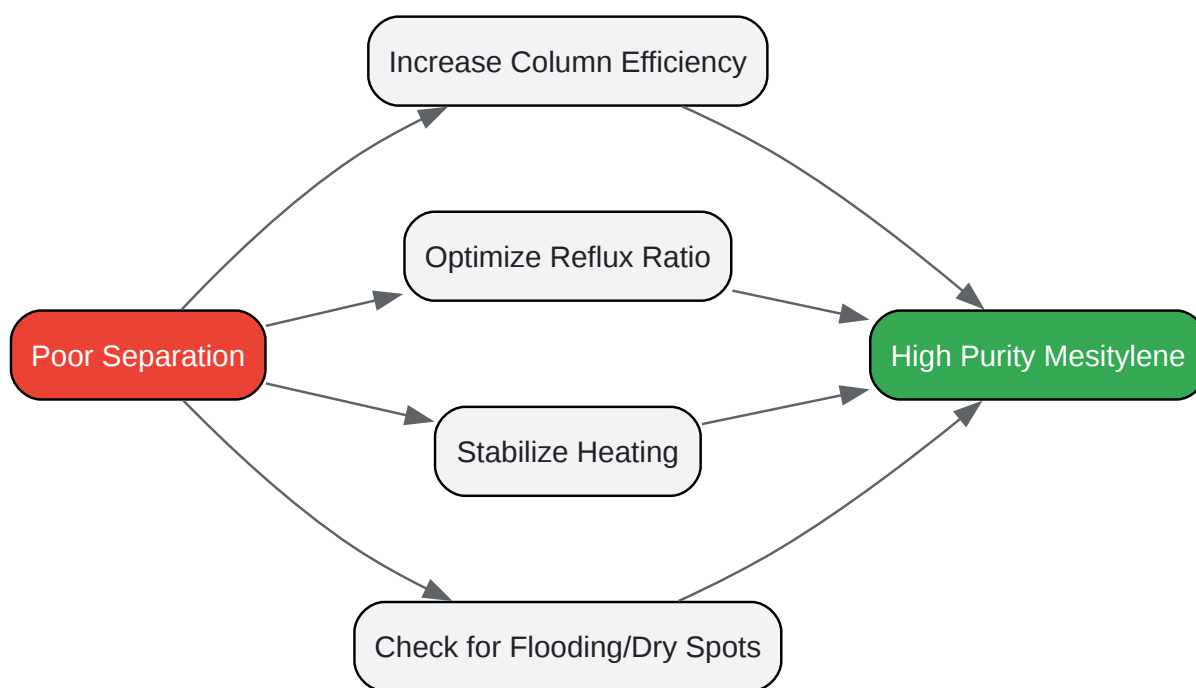 Increase Column Efficiency
Optimize Reflux Ratio
Poor Separation
High Purity Mesitylene
Stabilize Heating
Check for Flooding/Dry Spots